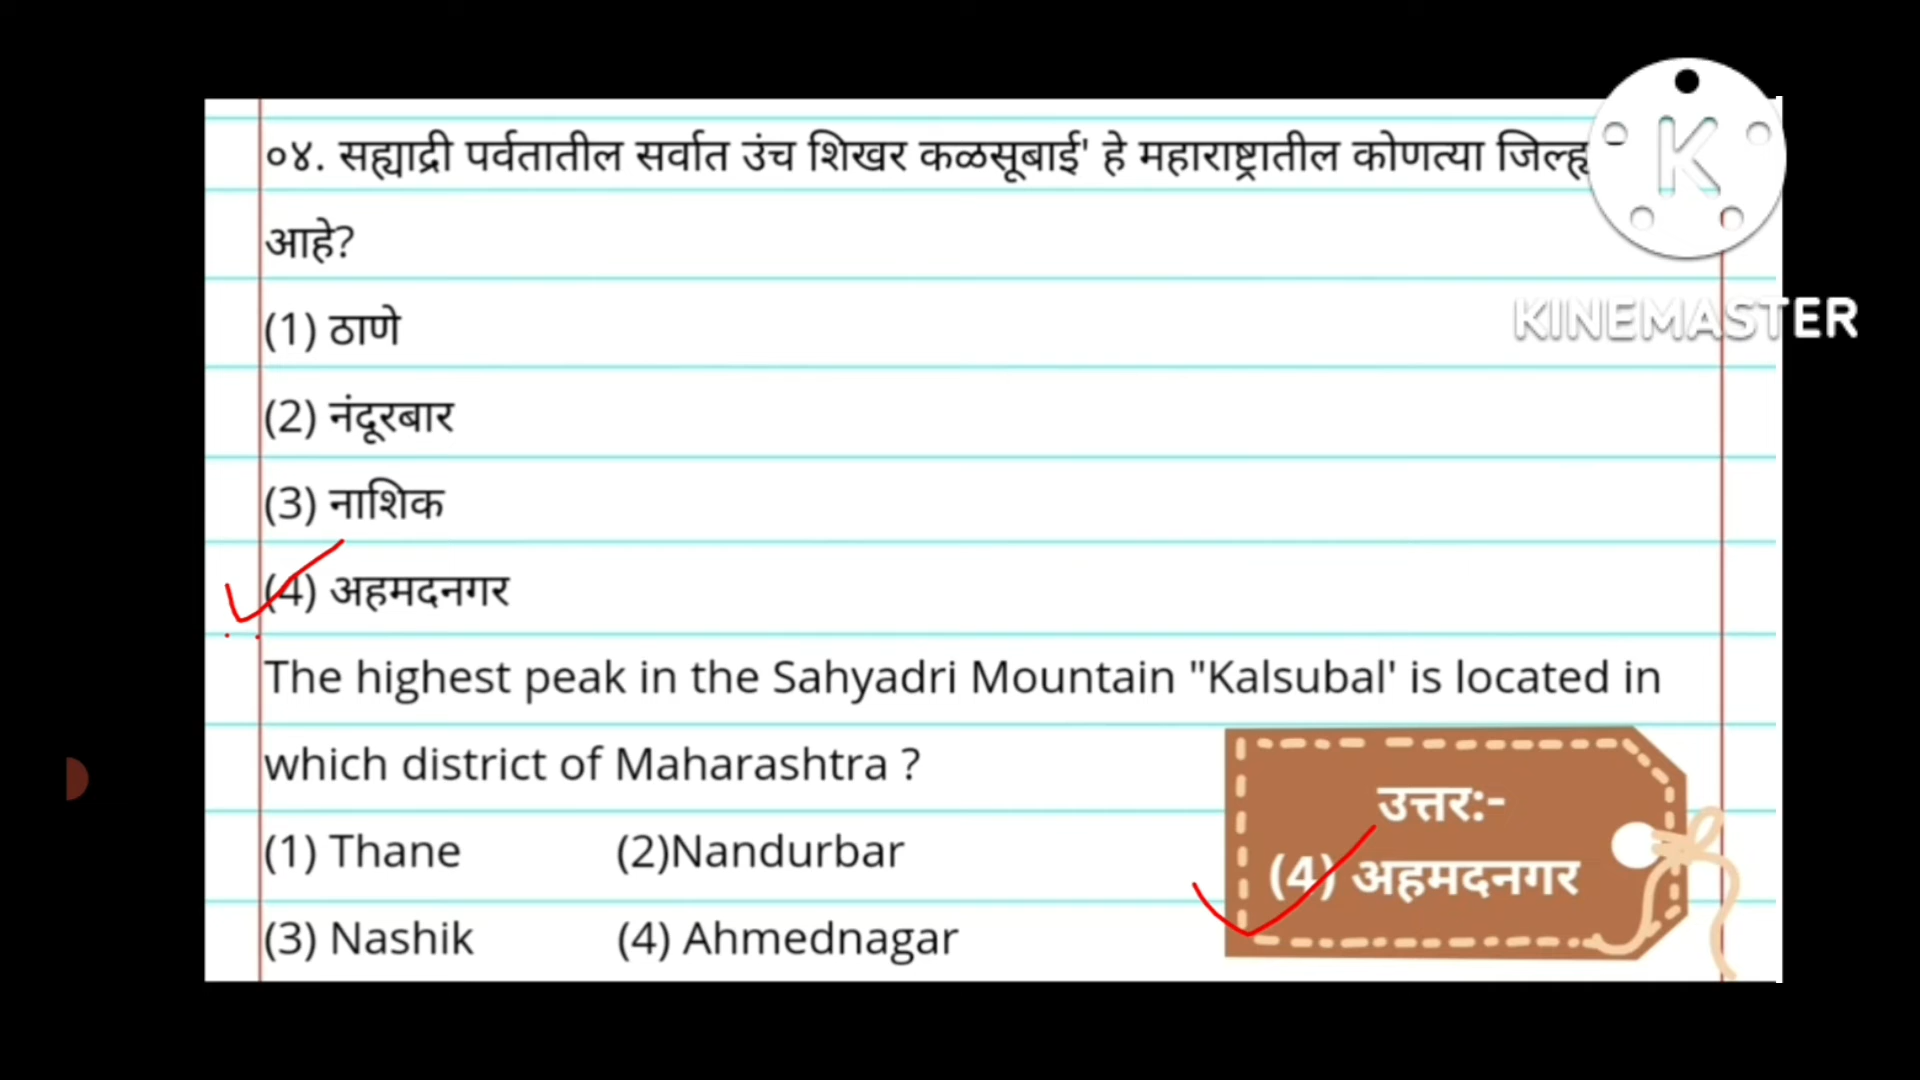 ०४. सह्याद्री पर्वतातील सर्वात उंच शिखर कळसूबाई' हे महाराष्ट्रातील कोणत्या
आहे?
(1) ठाणे
(2) नंदूरबार
(3) नाशिक
(4) अहमदनगर
The highest peak in the Sahyadri Mountain "Kalsubal' is located in
which district of Maharashtra ?
(1) Thane (2)Nandurbar
(3) Nashik (4) Ahmednagar
उत्तर:-
(4) अहमदनगर
K
KINEMASTER